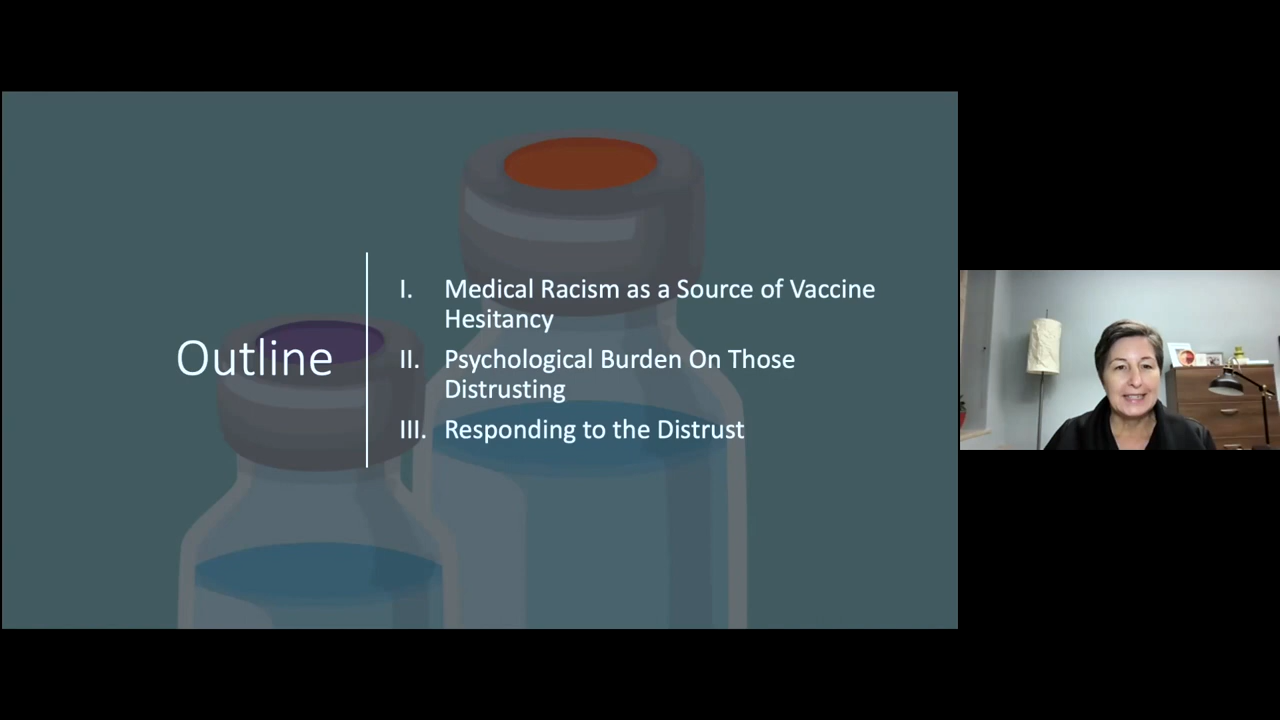 Outline
I. Medical Racism as a Source of Vaccine
Hesitancy
II. Psychological Burden On Those
Distrusting
III. Responding to the Distrust